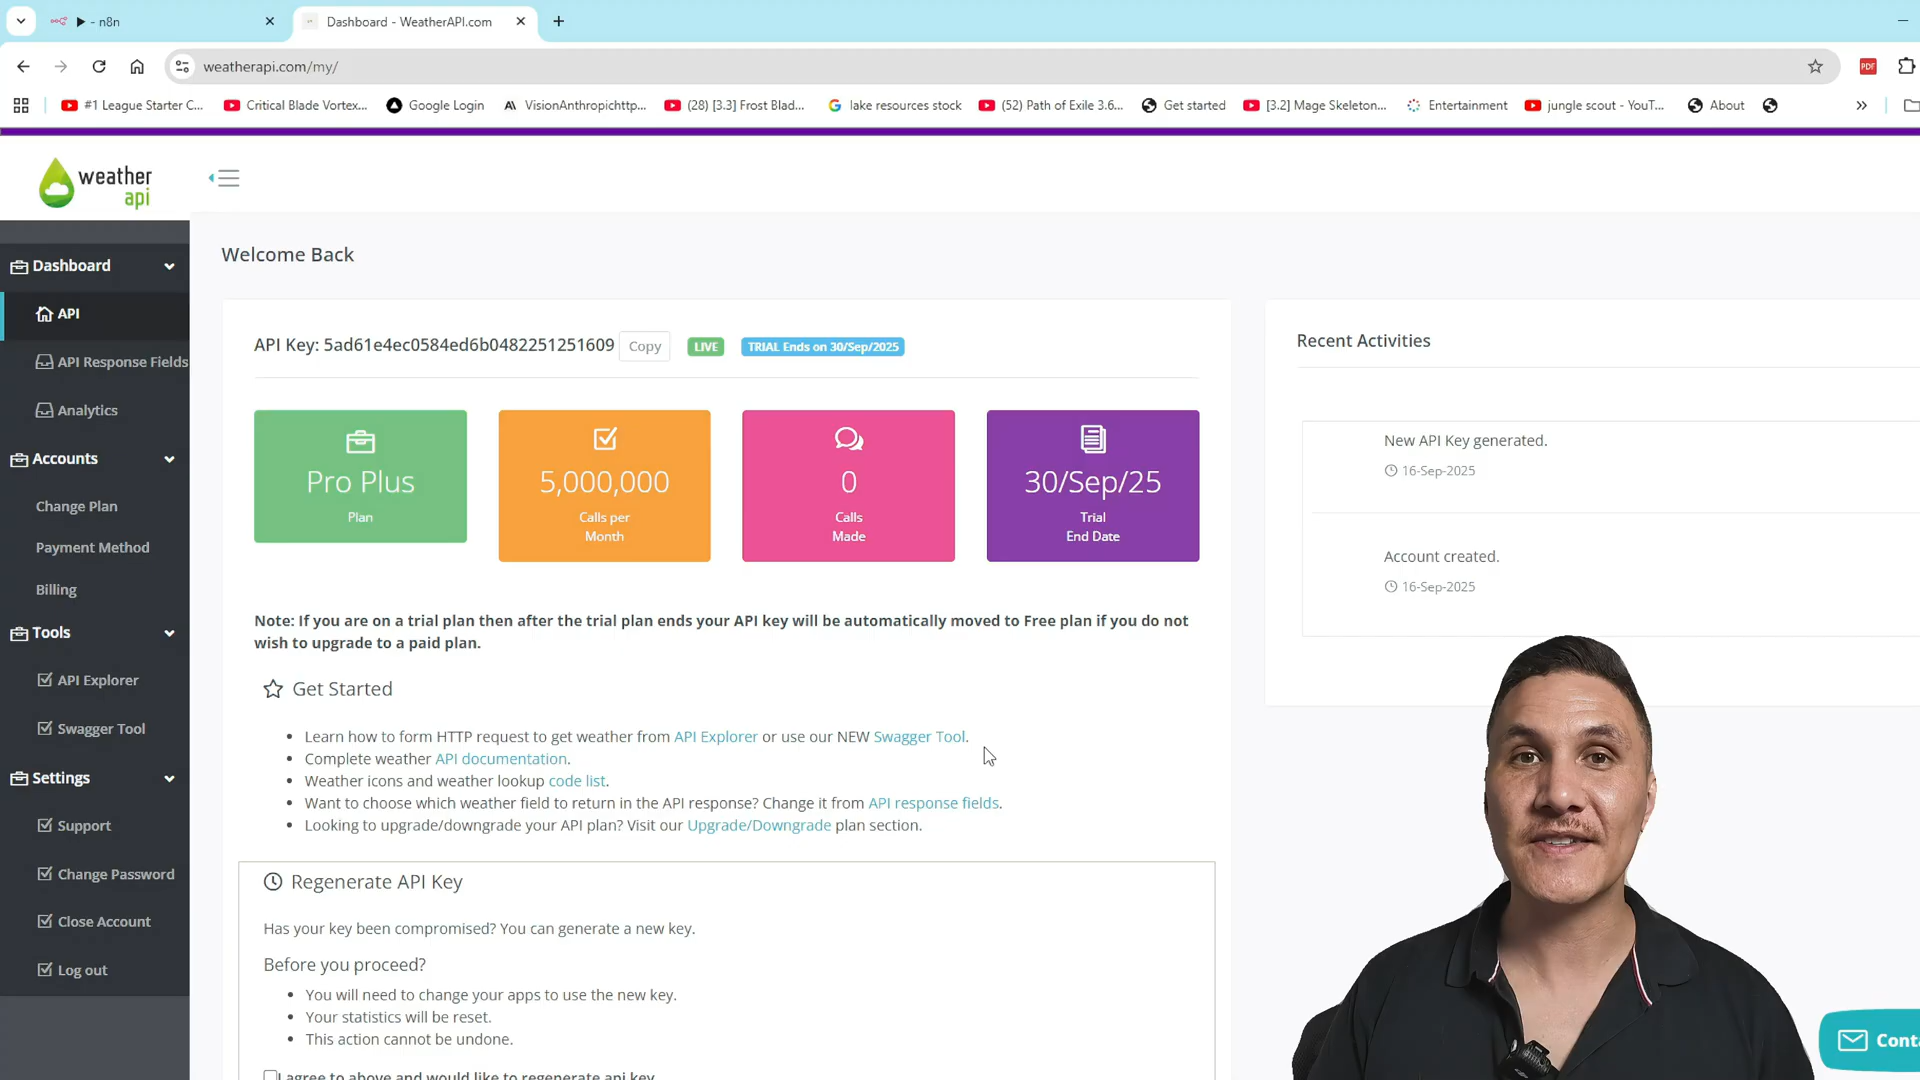 ▶ - n8n
Dashboard - WeatherAPI.com
weatherapi.com/my/
PDF
#1 League Starter C...
Critical Blade Vortex...
Google Login
VisionAnthropichttp...
(28) [3.3] Frost Blad...
lake resources stock
(52) Path of Exile 3.6...
Get started
[3.2] Mage Skeleton...
Entertainment
jungle scout - YouT...
About
weather
api
Dashboard
API
API Response Fields
Analytics
Accounts
Change Plan
Payment Method
Billing
Tools
API Explorer
Swagger Tool
Settings
Support
Change Password
Close Account
Log out
Welcome Back
API Key: 5ad61e4ec0584ed6b0482251251609
Copy
LIVE
TRIAL Ends on 30/Sep/2025
Pro Plus
Plan
5,000,000
Calls per
Month
0
Calls
Made
30/Sep/25
Trial
End Date
Note: If you are on a trial plan then after the trial plan ends your API key will be automatically moved to Free plan if you do not
wish to upgrade to a paid plan.
Get Started
Learn how to form HTTP request to get weather from API Explorer or use our NEW Swagger Tool.
Complete weather API documentation.
Weather icons and weather lookup code list.
Want to choose which weather field to return in the API response? Change it from API response fields.
Looking to upgrade/downgrade your API plan? Visit our Upgrade/Downgrade plan section.
Regenerate API Key
Has your key been compromised? You can generate a new key.
Before you proceed?
You will need to change your apps to use the new key.
Your statistics will be reset.
This action cannot be undone.
I agree to above and would like to regenerate api key
Recent Activities
New API Key generated.
16-Sep-2025
Account created.
16-Sep-2025
Conta